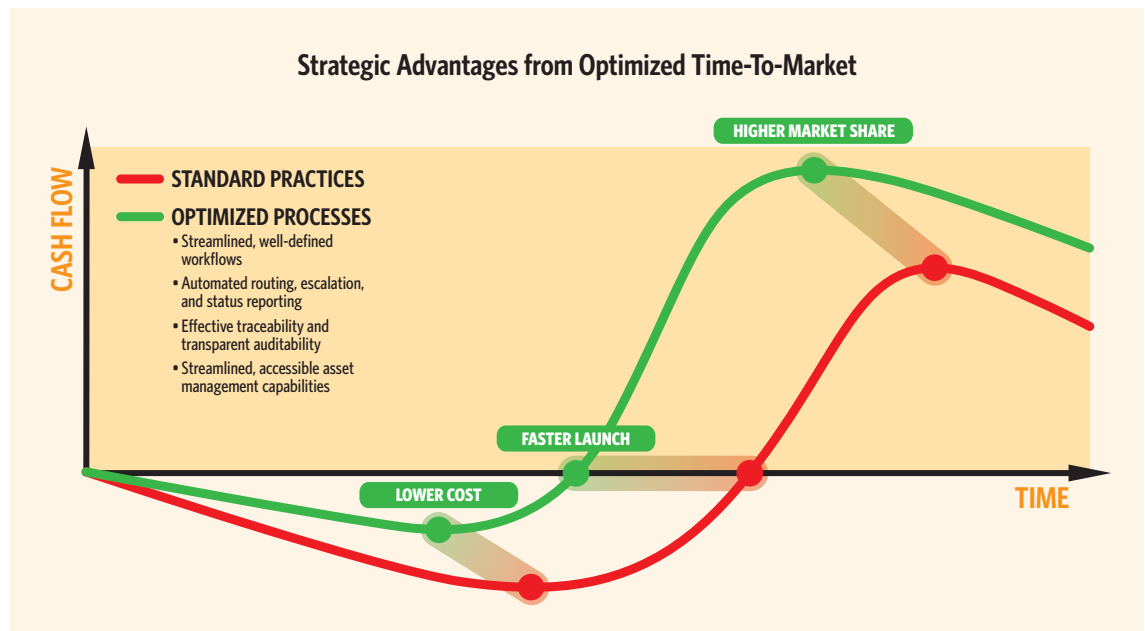 Strategic Advantages from Optimized Time-To-Market
HIGHER MARKET SHARE
CASH FLOW
STANDARD PRACTICES
OPTIMIZED PROCESSES
• Streamlined, well-defined
workflows
• Automated routing, escalation,
and status reporting
• Effective traceability and
transparent auditability
• Streamlined, accessible asset
management capabilities
FASTER LAUNCH
LOWER COST
TIME